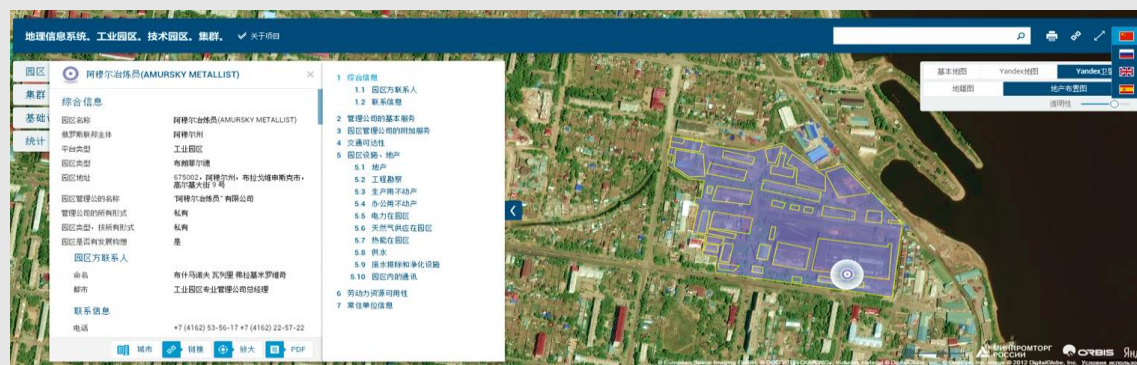 地理信息系统。工业园区。技术园区。集群。 关于项目
园区
集群
基础
统计
阿穆尔冶炼员(AMURSKY METALLIST)
综合信息
园区名称 阿穆尔冶炼员(AMURSKY METALLIST)
俄罗斯联邦主体 阿穆尔州
平台类型 工业园区
园区类型 布朗菲尔德
园区地址 675002，阿穆尔州，布拉戈维申斯克市，
高尔基大街 9 号
园区管理公的名称 “阿穆尔冶炼员” 有限公司
管理公司的所有形式 私有
园区类型，按所有形式 私有
园区是否有发展构想 是
园区方联系人
命名 布什马诺夫 瓦列里 弗拉基米罗维奇
都市 工业园区专业管理公司总经理
联系信息
电话 +7 (4162) 53-56-17 +7 (4162) 22-57-22
城市 链接 放大 PDF
1 综合信息
1.1 园区方联系人
1.2 联系信息
2 管理公司的基本服务
3 园区管理公司的附加服务
4 交通可达性
5 园区设施、地产
5.1 地产
5.2 工程勘察
5.3 生产用不动产
5.4 办公用不动产
5.5 电力在园区
5.6 天然气供应在园区
5.7 热能在园区
5.8 供水
5.9 废水排除和净化设施
5.10 园区内的通讯
6 劳动力资源可用性
7 常住单位信息
基本地图 Yandex地图 Yandex卫
地籍图 地产布置图
透明性
МИНПРОМТОРГ
РОССИИ
ORBIS
Ян